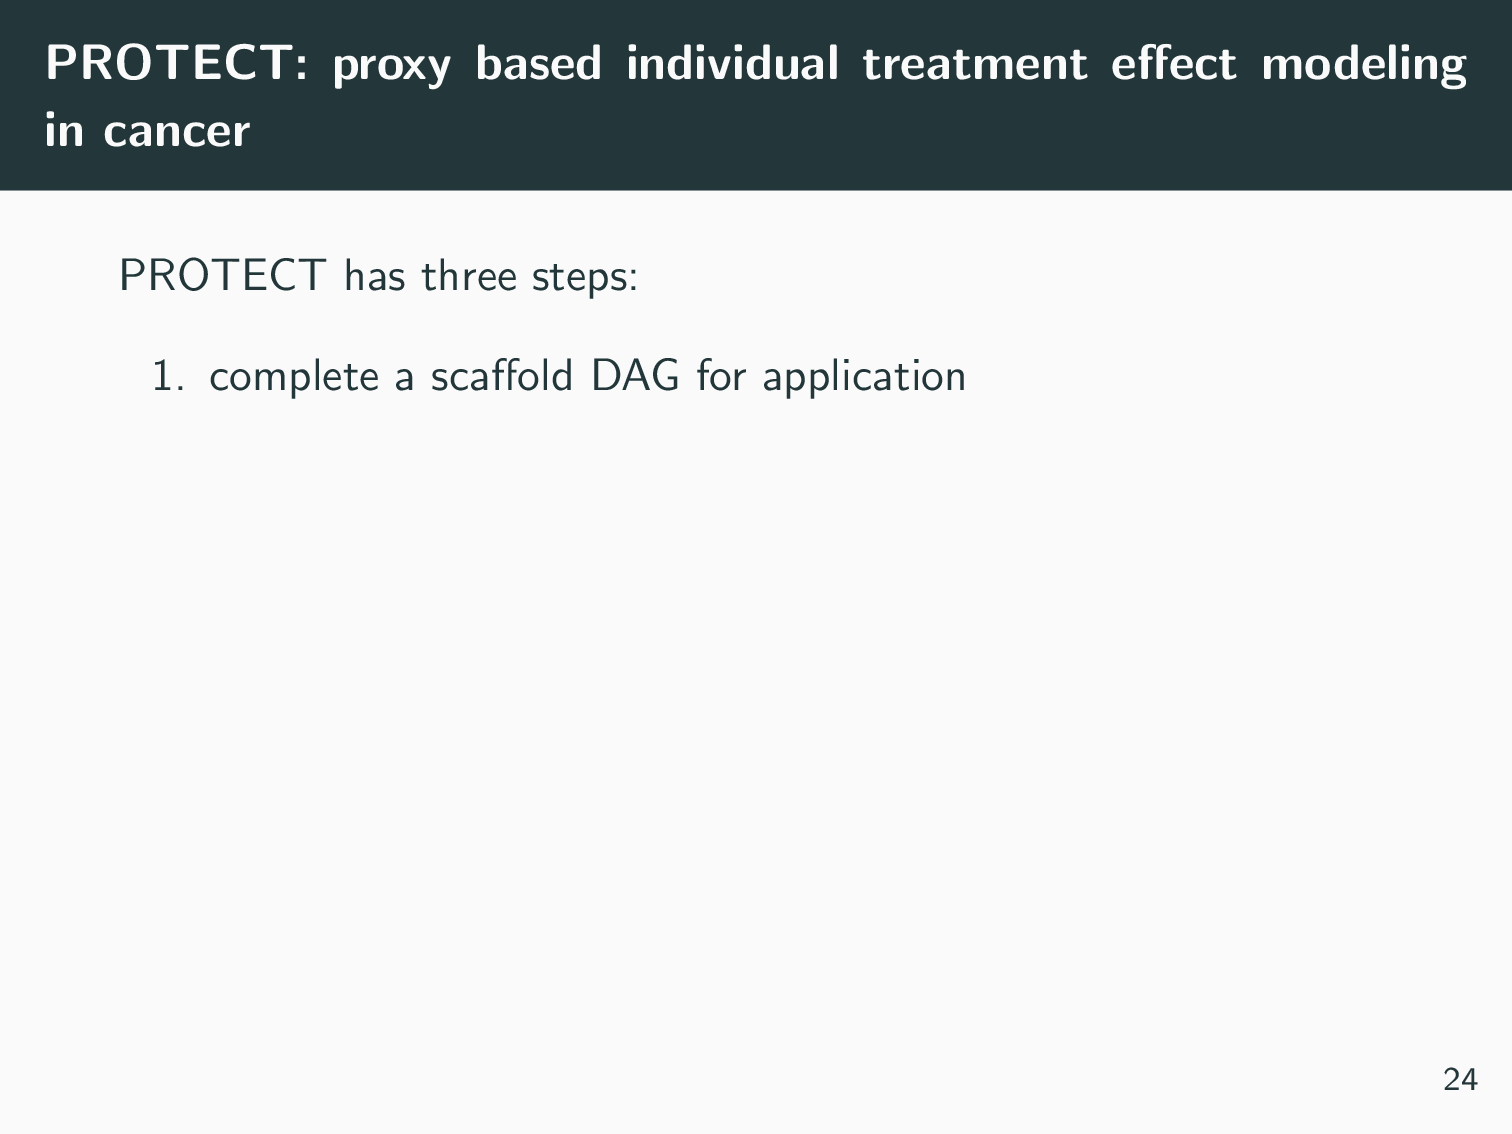 PROTECT: proxy based individual treatment effect modeling
in cancer
PROTECT has three steps:
1. complete a scaffold DAG for application
24